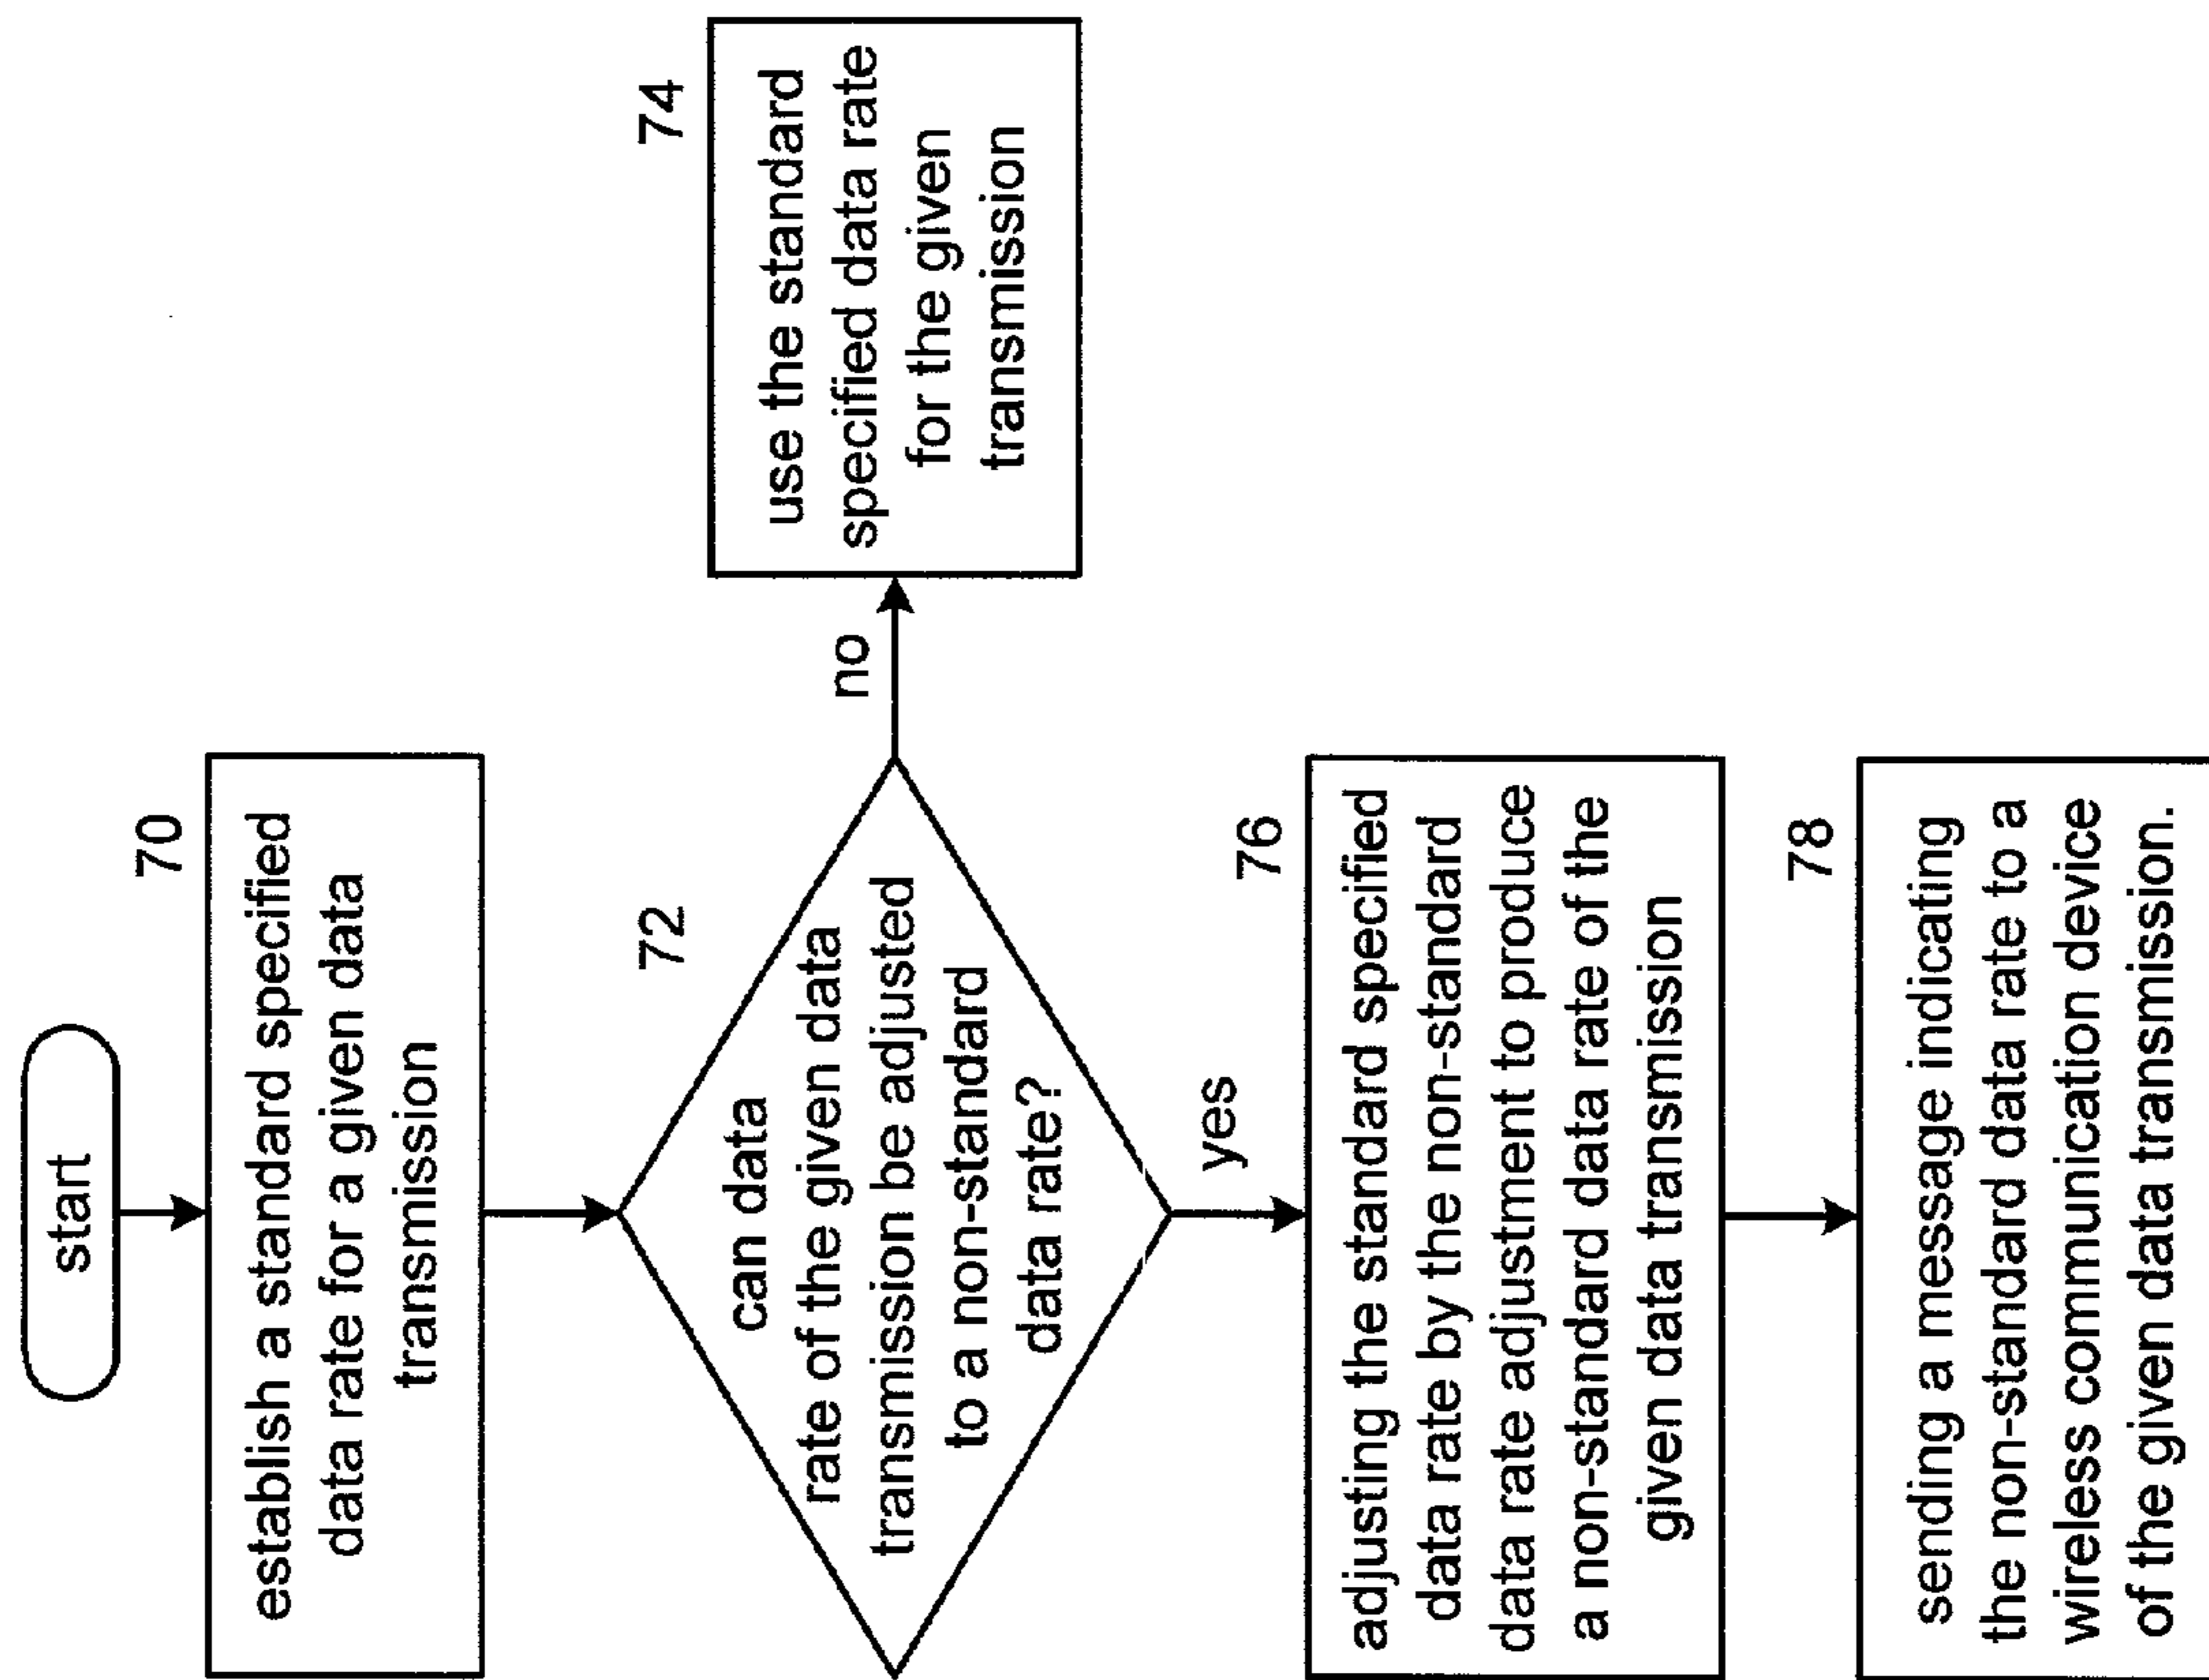 start
70
establish a standard specified
data rate for a given data
transmission
72
can data
rate of the given data
transmission be adjusted
to a non-standard
data rate?
no
74
use the standard
specified data rate
for the given
transmission
yes
76
adjusting the standard specified
data rate by the non-standard
data rate adjustment to produce
a non-standard data rate of the
given data transmission
78
sending a message indicating
the non-standard data rate to a
wireless communication device
of the given data transmission.